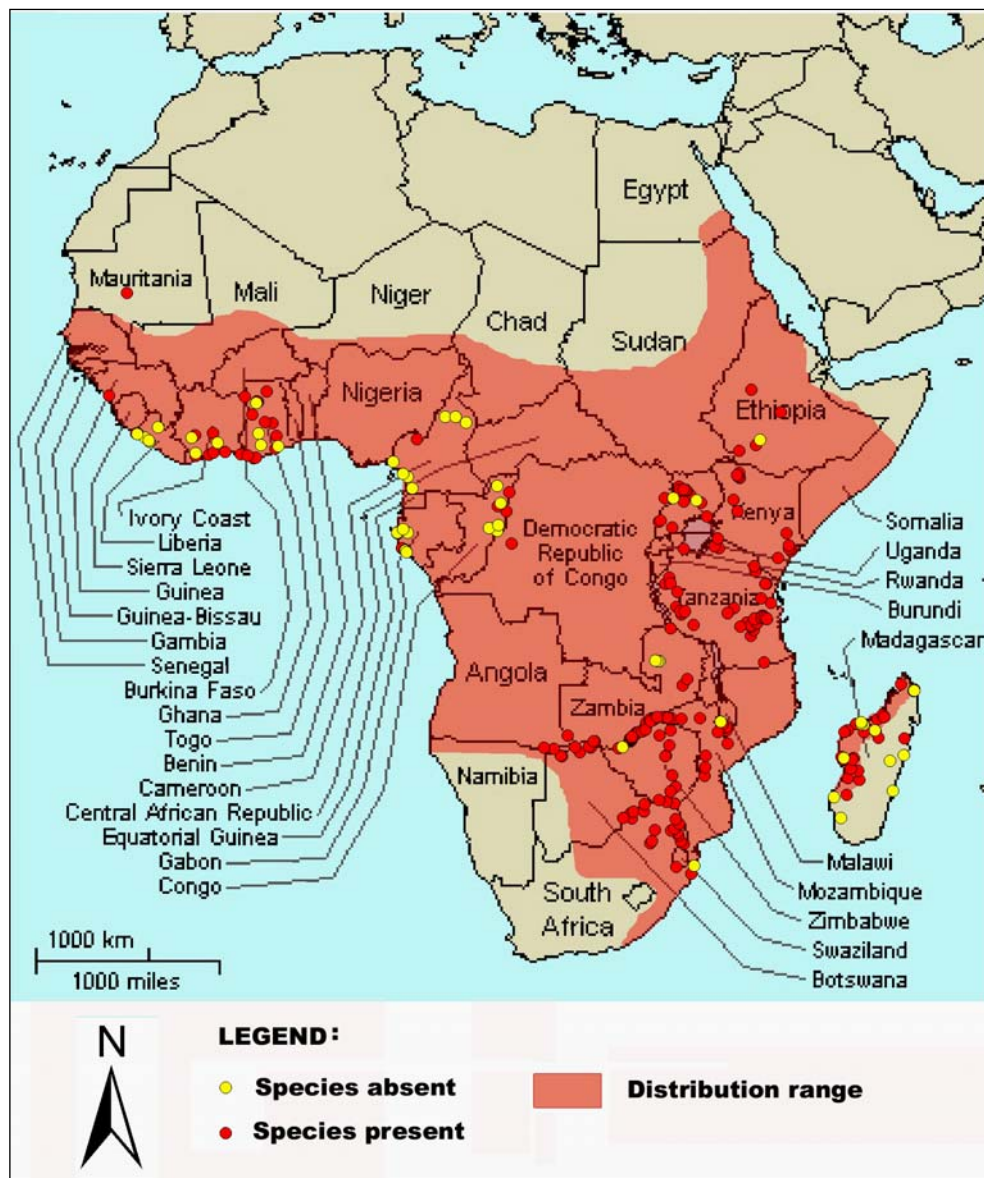 Egypt
Mauritania
Mali
Niger
Chad
Sudan
Nigeria
Ethiopia
Ivory Coast
Liberia
Sierra Leone
Guinea
Guinea-Bissau
Gambia
Senegal
Burkina Faso
Ghana
Togo
Benin
Cameroon
Central African Republic
Equatorial Guinea
Gabon
Congo
Democratic
Republic
of Congo
Kenya
Tanzania
Somalia
Uganda
Rwanda
Burundi
Madagascar
Angola
Zambia
Namibia
South
Africa
Malawi
Mozambique
Zimbabwe
Swaziland
Botswana
1000 km
1000 miles
N
LEGEND:
Species absent
Species present
Distribution range